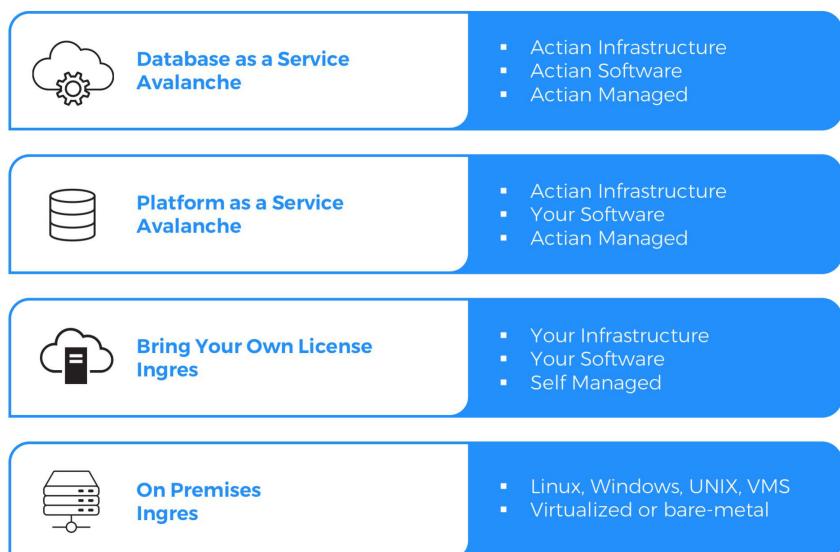 Database as a Service
Avalanche
▪ Actian Infrastructure
▪ Actian Software
▪ Actian Managed
Platform as a Service
Avalanche
▪ Actian Infrastructure
▪ Your Software
▪ Actian Managed
Bring Your Own License
Ingres
▪ Your Infrastructure
▪ Your Software
▪ Self Managed
On Premises
Ingres
▪ Linux, Windows, UNIX, VMS
▪ Virtualized or bare-metal